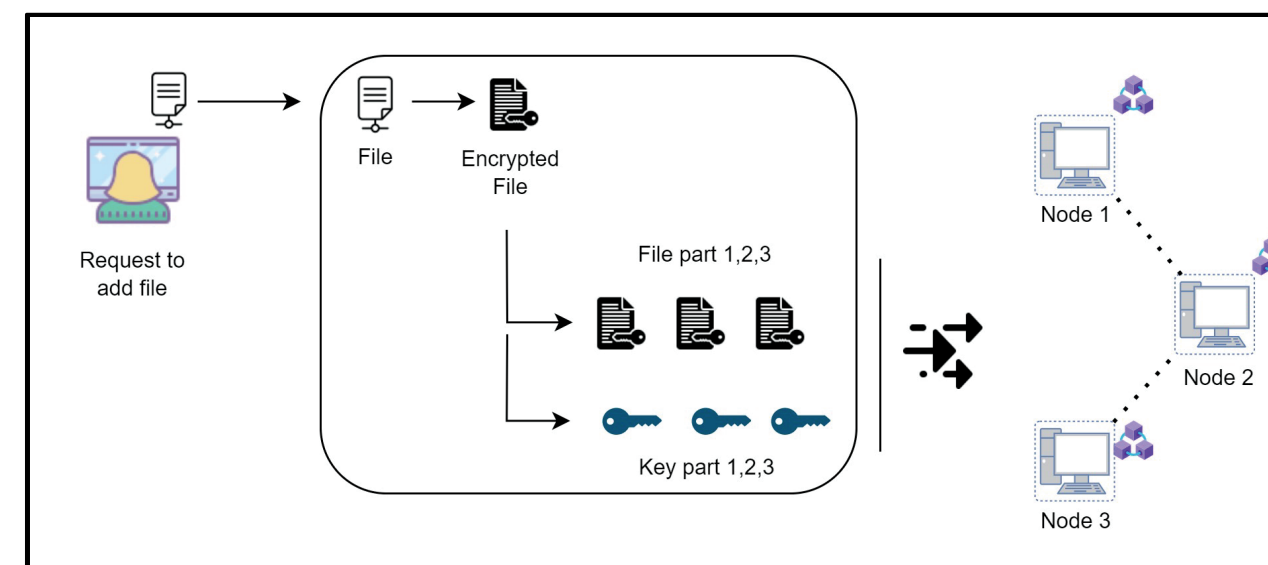 File
Encrypted
File
Request to
add file
File part 1,2,3
Key part 1,2,3
Node 1
Node 2
Node 3